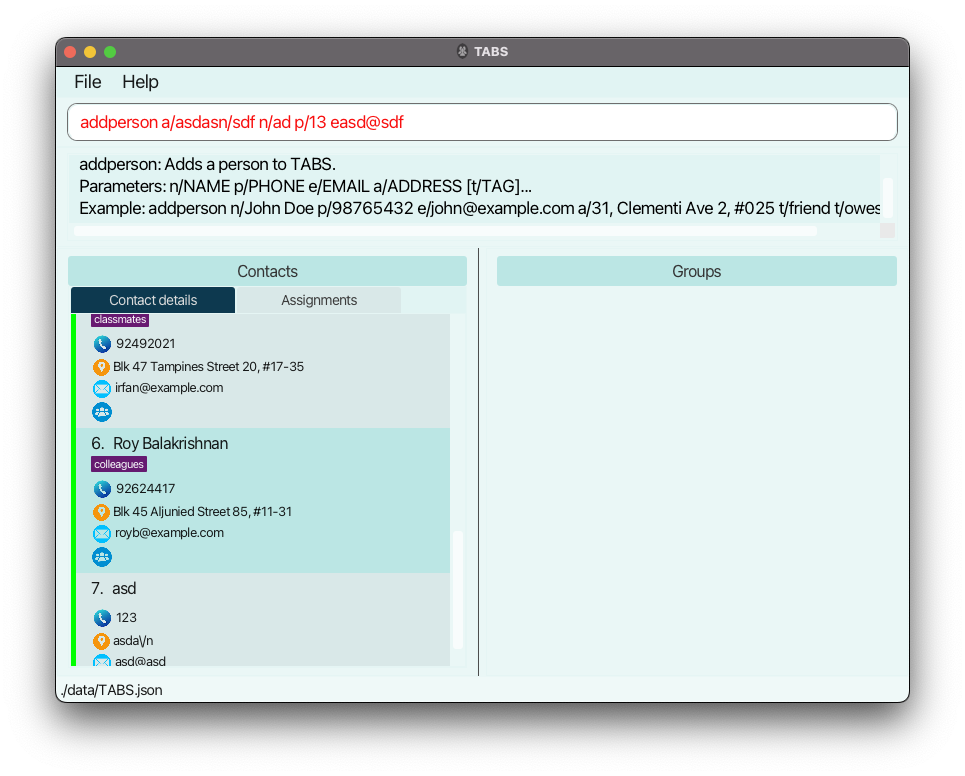 TABS
File Help
addperson a/asdasn/sdf n/ad p/13 easd@sdf
addperson: Adds a person to TABS.
Parameters: n/NAME p/PHONE e/EMAIL a/ADDRESS [t/TAG]...
Example: addperson n/John Doe p/98765432 e/john@example.com a/31, Clementi Ave 2, #025 t/friend t/owes
Contacts
Groups
Contact details
Assignments
classmates
92492021
Blk 47 Tampines Street 20, #17-35
irfan@example.com
6. Roy Balakrishnan
colleagues
92624417
Blk 45 Aljunied Street 85, #11-31
royb@example.com
7. asd
123
asda\/n
asd@asd
./data/TABS.json